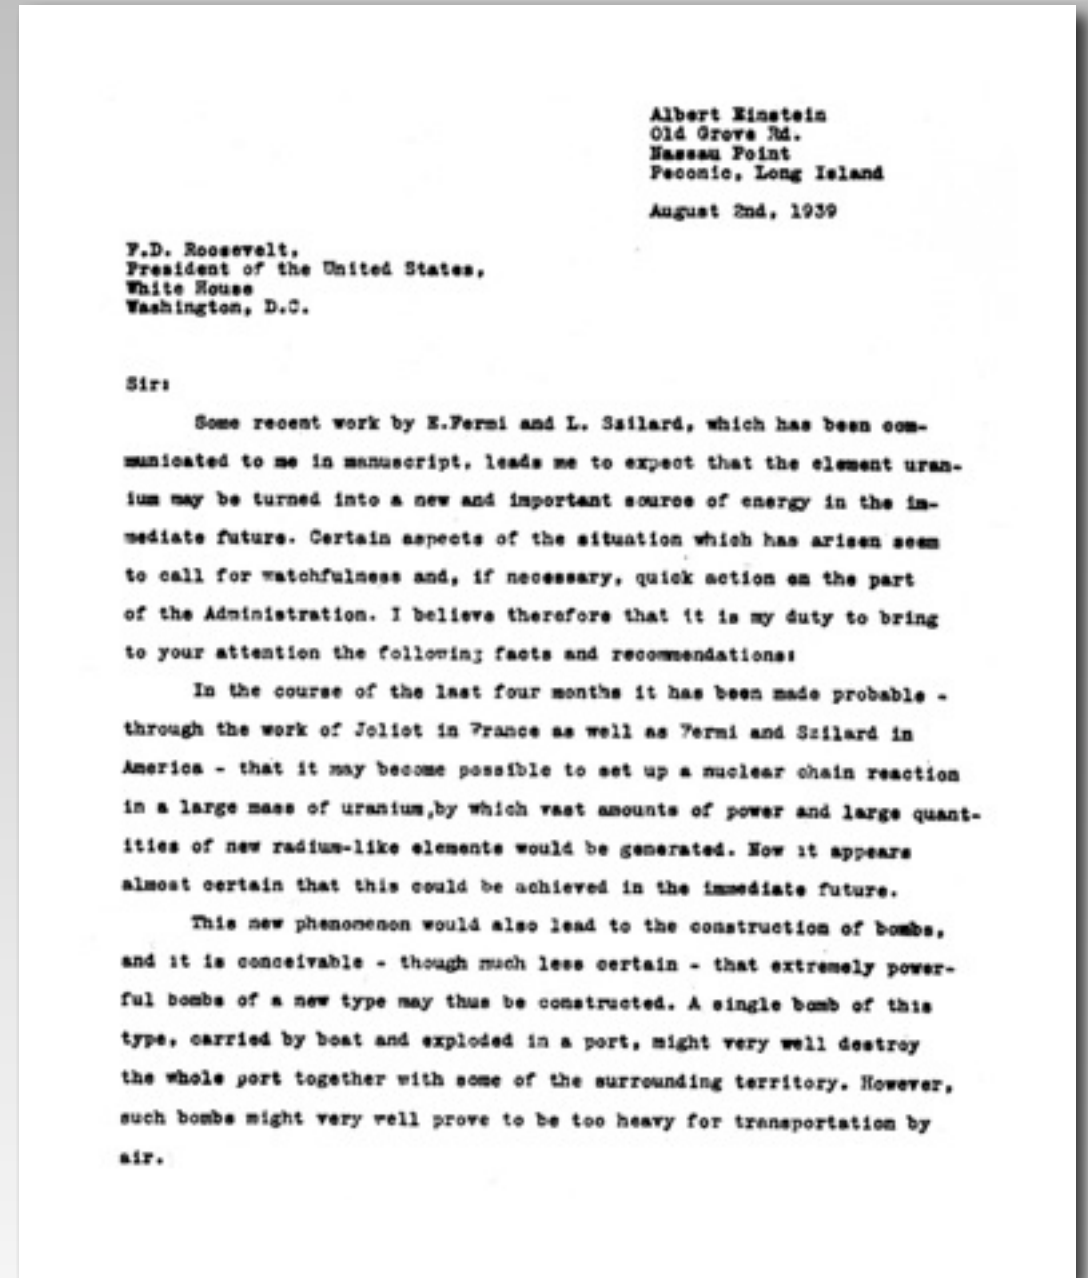 Albert Einstein
Old Grove Rd.
Nassau Point
Peconic, Long Island
August 2nd, 1939
F.D. Roosevelt,
President of the United States,
White House
Washington, D.C.
Sir:
Some recent work by E.Fermi and L. Szilard, which has been com-
municated to me in manuscript, leads me to expect that the element uran-
ium may be turned into a new and important source of energy in the im-
mediate future. Certain aspects of the situation which has arisen seem
to call for watchfulness and, if necessary, quick action on the part
of the Administration. I believe therefore that it is my duty to bring
to your attention the following facts and recommendations:
In the course of the last four months it has been made probable -
through the work of Joliot in France as well as Fermi and Szilard in
America - that it may become possible to set up a nuclear chain reaction
in a large mass of uranium,by which vast amounts of power and large quant-
ities of new radium-like elements would be generated. Now it appears
almost certain that this could be achieved in the immediate future.
This new phenomenon would also lead to the construction of bombs,
and it is conceivable - though much less certain - that extremely power-
ful bombs of a new type may thus be constructed. A single bomb of this
type, carried by boat and exploded in a port, might very well destroy
the whole port together with some of the surrounding territory. However,
such bombs might very well prove to be too heavy for transportation by
air.